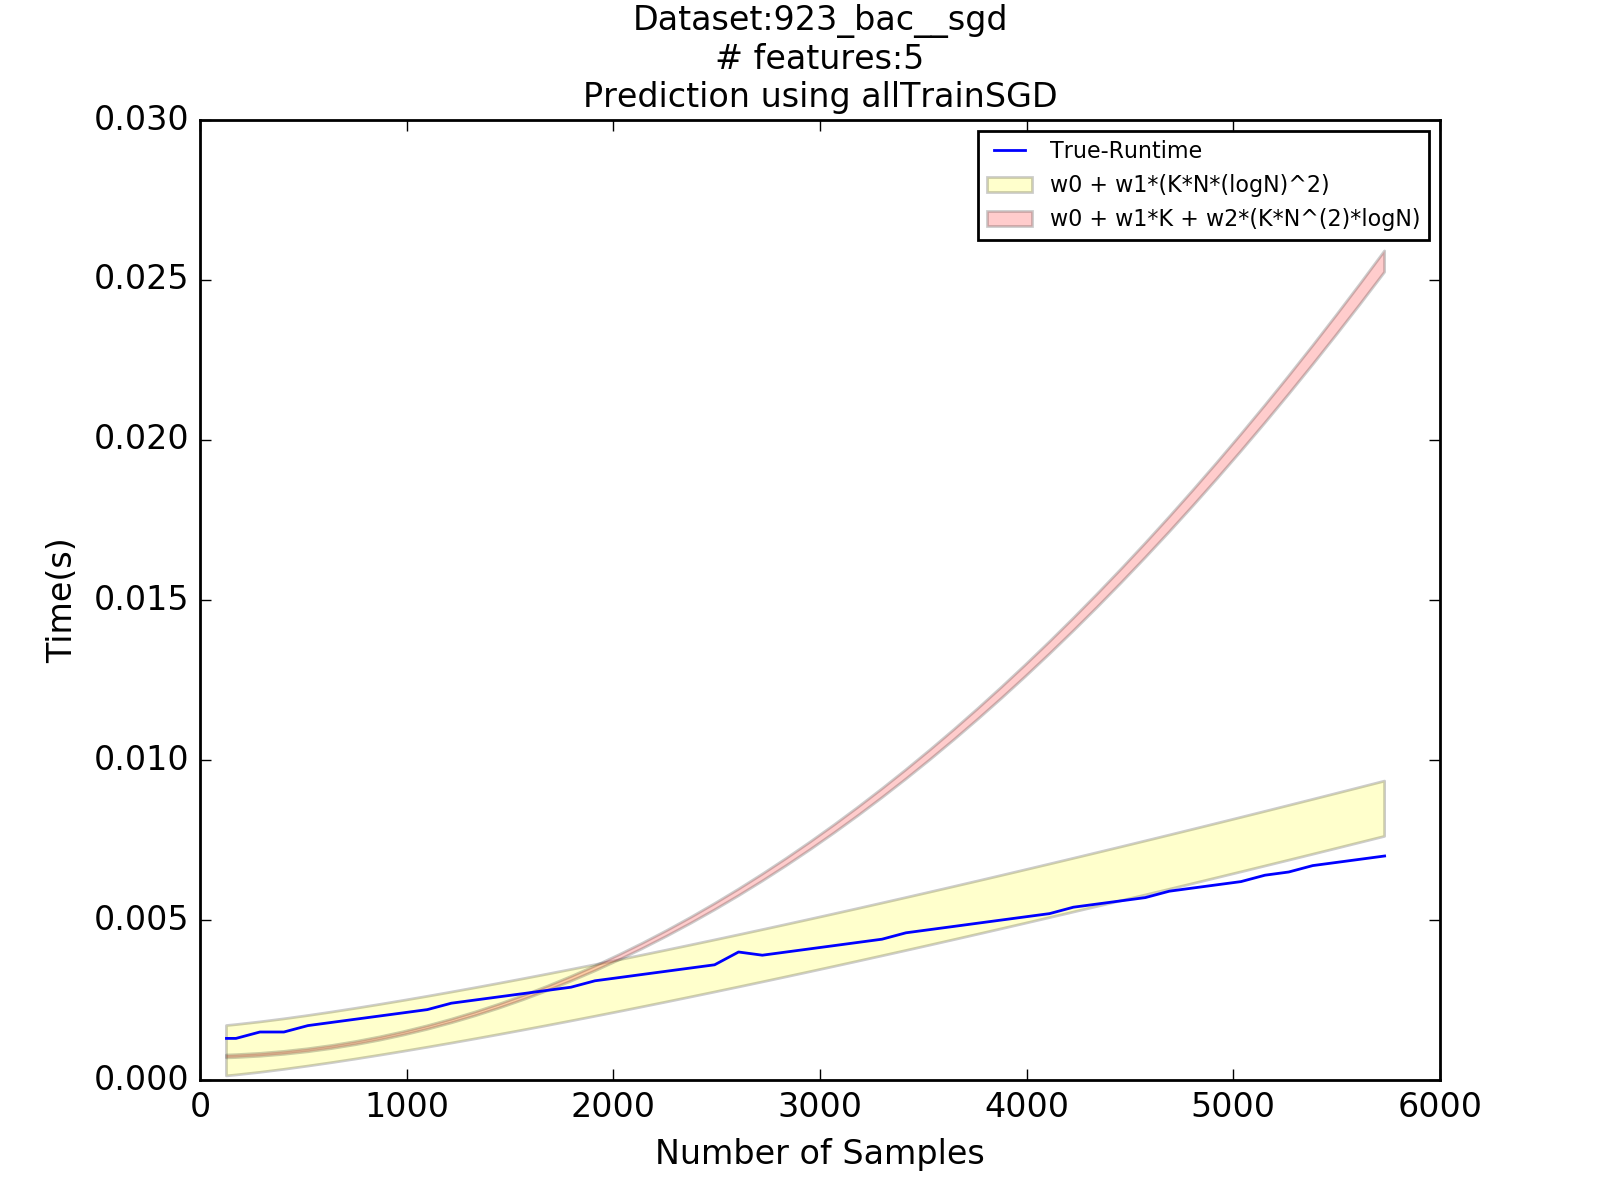 Dataset:923_bac__sgd
# features:5
Prediction using allTrainSGD
0.030
0.025
0.020
0.015
0.010
0.005
0.000
Time(s)
True-Runtime
w0 + w1*(K*N*(logN)^2)
w0 + w1*K + w2*(K*N^(2)*logN)
0 1000 2000 3000 4000 5000 6000
Number of Samples